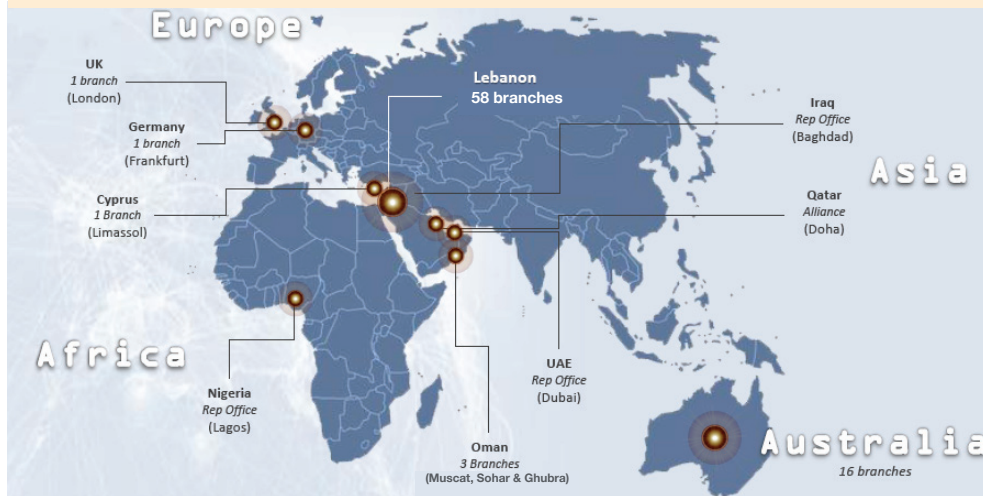 Europe
UK
1 branch
(London)
Germany
1 branch
(Frankfurt)
Cyprus
1 Branch
(Limassol)
Lebanon
58 branches
Iraq
Rep Office
(Baghdad)
Asia
Qatar
Alliance
(Doha)
Africa
Nigeria
Rep Office
(Lagos)
UAE
Rep Office
(Dubai)
Oman
3 Branches
(Muscat, Sohar & Ghubra)
Australia
16 branches